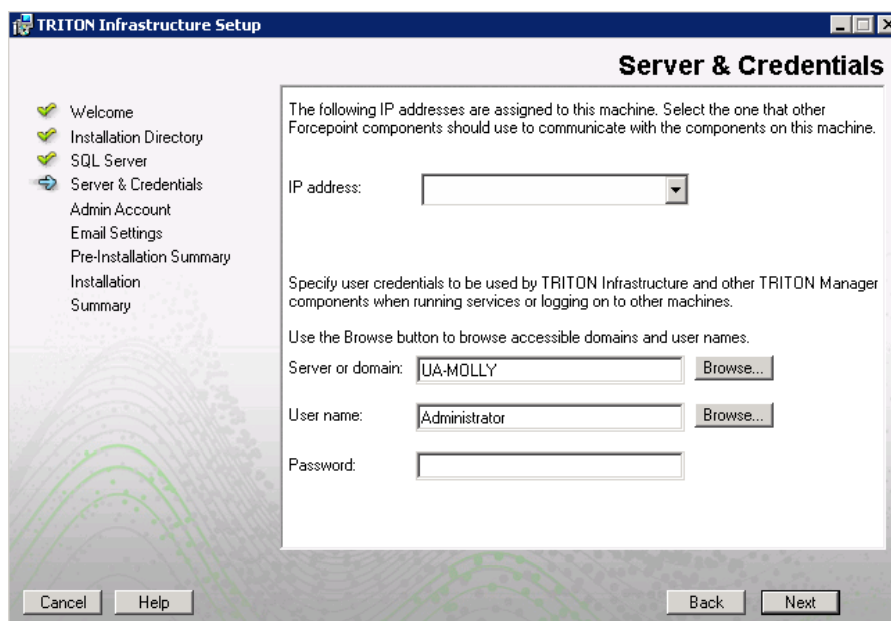 TRITON Infrastructure Setup
Server & Credentials
Welcome
Installation Directory
SQL Server
Server & Credentials
Admin Account
Email Settings
Pre-Installation Summary
Installation
Summary
The following IP addresses are assigned to this machine. Select the one that other
Forcepoint components should use to communicate with the components on this machine.
IP address:
Specify user credentials to be used by TRITON Infrastructure and other TRITON Manager
components when running services or logging on to other machines.
Use the Browse button to browse accessible domains and user names.
Server or domain: UA-MOLLY Browse...
User name: Administrator Browse...
Password:
Cancel Help Back Next